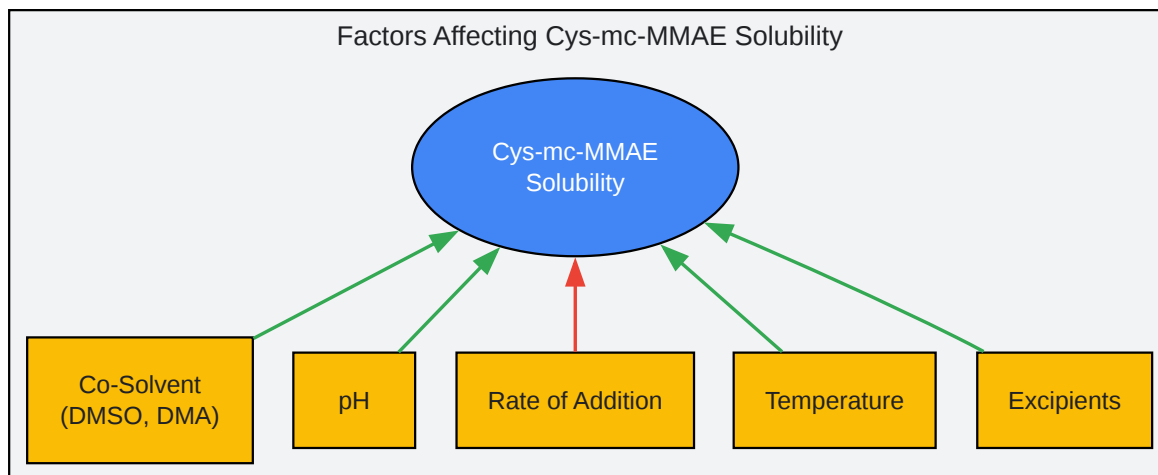 Factors Affecting Cys-mc-MMAE Solubility
Cys-mc-MMAE
Solubility
Co-Solvent
(DMSO, DMA)
pH
Rate of Addition
Temperature
Excipients